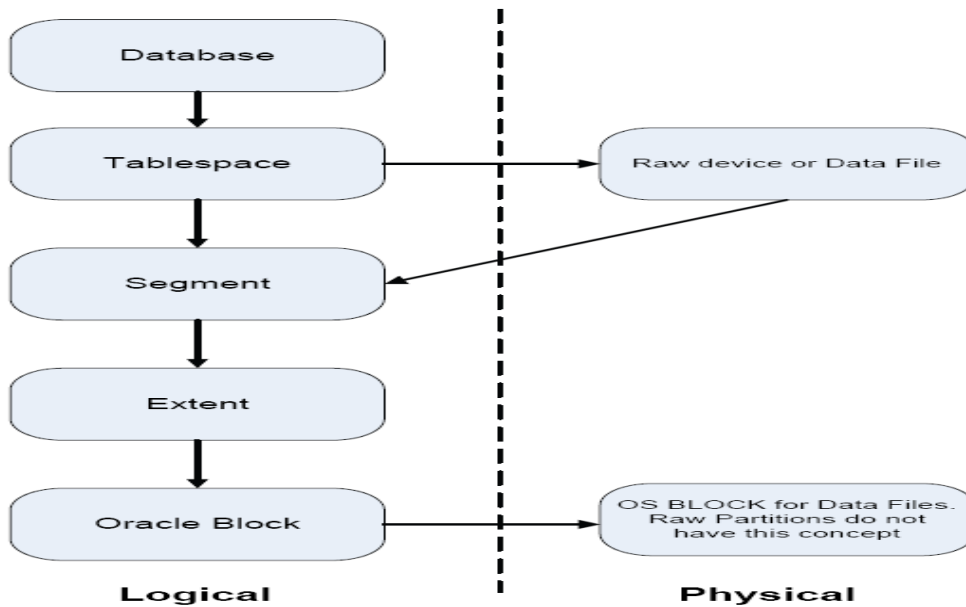 Database
Tablespace
Raw device or Data File
Segment
Extent
Oracle Block
OS BLOCK for Data Files.
Raw Partitions do not
have this concept
Logical
Physical